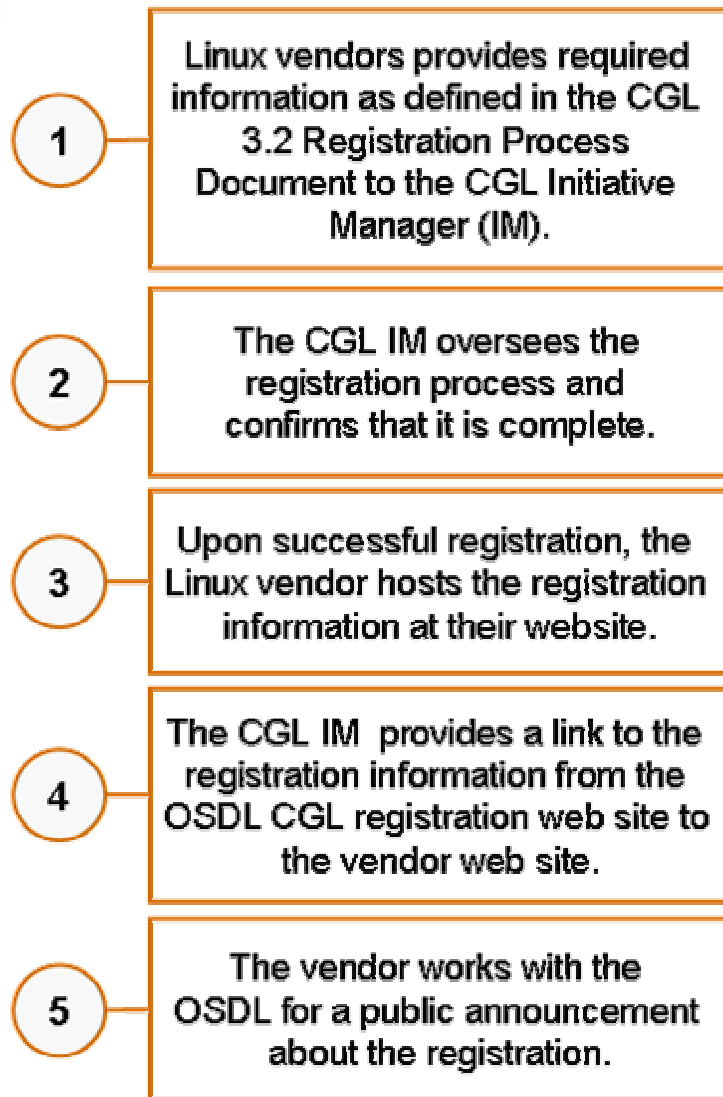 1
Linux vendors provides required
information as defined in the CGL
3.2 Registration Process
Document to the CGL Initiative
Manager (IM).
2
The CGL IM oversees the
registration process and
confirms that it is complete.
3
Upon successful registration, the
Linux vendor hosts the registration
information at their website.
4
The CGL IM provides a link to the
registration information from the
OSDL CGL registration web site to
the vendor web site.
5
The vendor works with the
OSDL for a public announcement
about the registration.